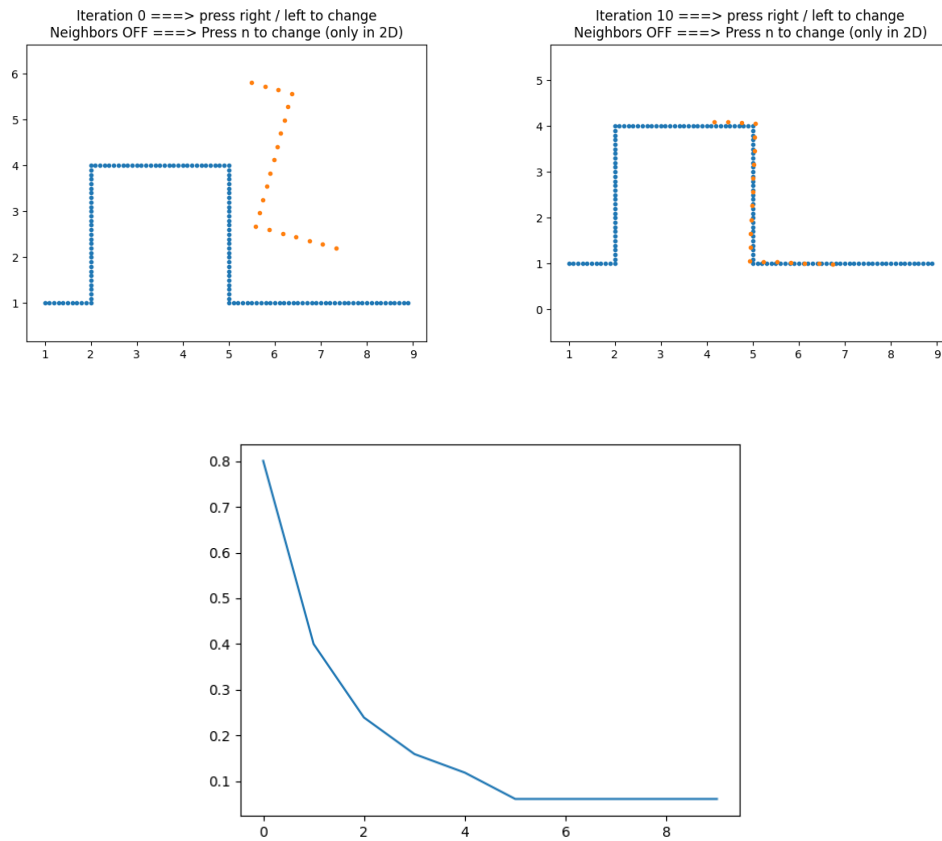 Iteration 0 ===> press right / left to change
Neighbors OFF ===> Press n to change (only in 2D)
6
5
4
3
2
1
1 2 3 4 5 6 7 8 9
Iteration 10 ===> press right / left to change
Neighbors OFF ===> Press n to change (only in 2D)
5
4
3
2
1
0
1 2 3 4 5 6 7 8 9
0.8
0.7
0.6
0.5
0.4
0.3
0.2
0.1
0 2 4 6 8